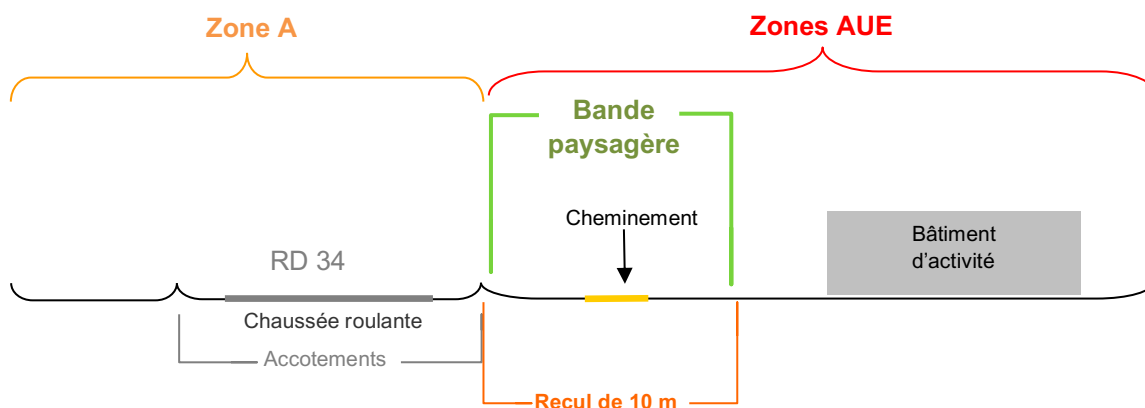 Zone A
Zones AUE
Bande
paysagère
Cheminement
Bâtiment
d'activité
RD 34
Chaussée roulante
Accotements
Recul de 10 m